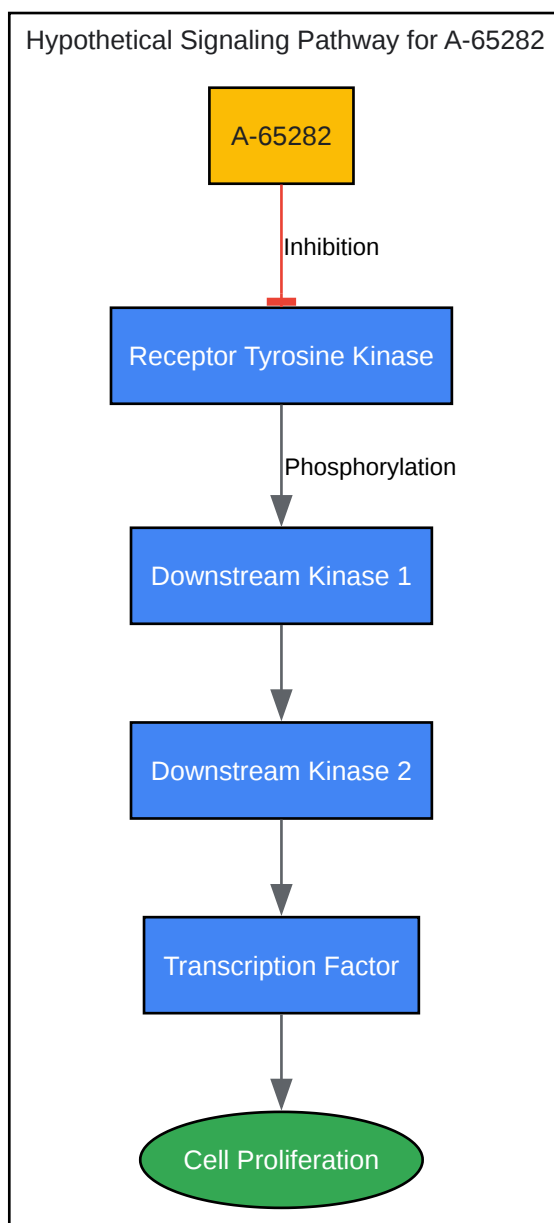 Hypothetical Signaling Pathway for A-65282
A-65282
Inhibition
Receptor Tyrosine Kinase
Phosphorylation
Downstream Kinase 1
Downstream Kinase 2
Transcription Factor
Cell Proliferation